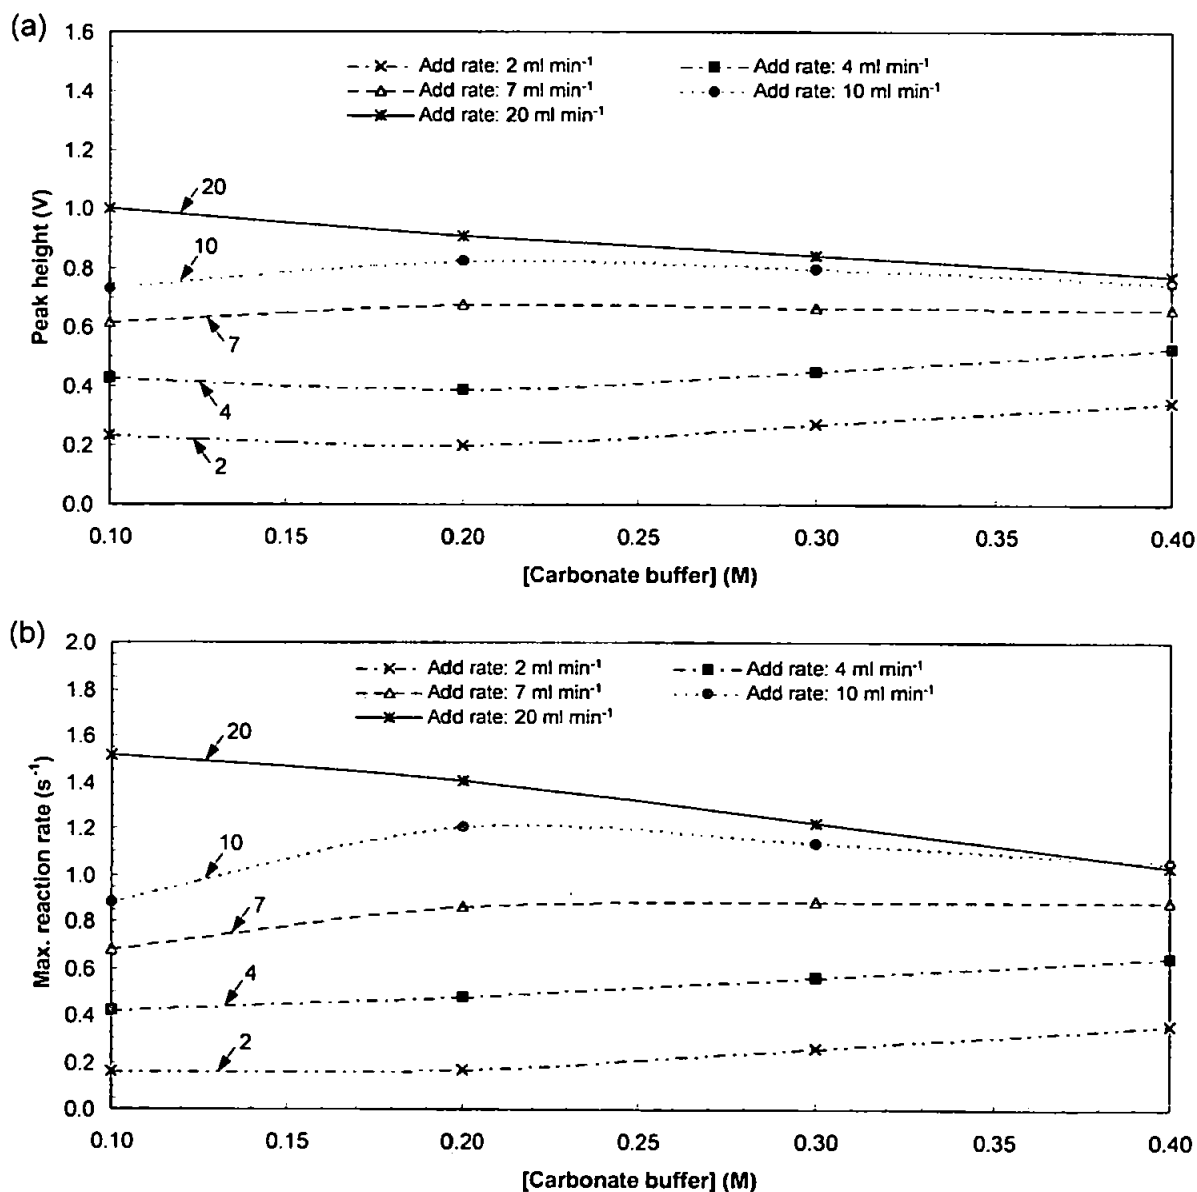 (a)
1.6
1.4
1.2
1.0
0.8
0.6
0.4
0.2
0.0
Peak height (V)
Add rate: 2 ml min⁻¹
Add rate: 4 ml min⁻¹
Add rate: 7 ml min⁻¹
Add rate: 10 ml min⁻¹
Add rate: 20 ml min⁻¹
20
10
7
4
2
0.10 0.15 0.20 0.25 0.30 0.35 0.40
[Carbonate buffer] (M)
(b)
2.0
1.8
1.6
1.4
1.2
1.0
0.8
0.6
0.4
0.2
0.0
Max. reaction rate (s⁻¹)
Add rate: 2 ml min⁻¹
Add rate: 4 ml min⁻¹
Add rate: 7 ml min⁻¹
Add rate: 10 ml min⁻¹
Add rate: 20 ml min⁻¹
20
10
7
4
2
0.10 0.15 0.20 0.25 0.30 0.35 0.40
[Carbonate buffer] (M)